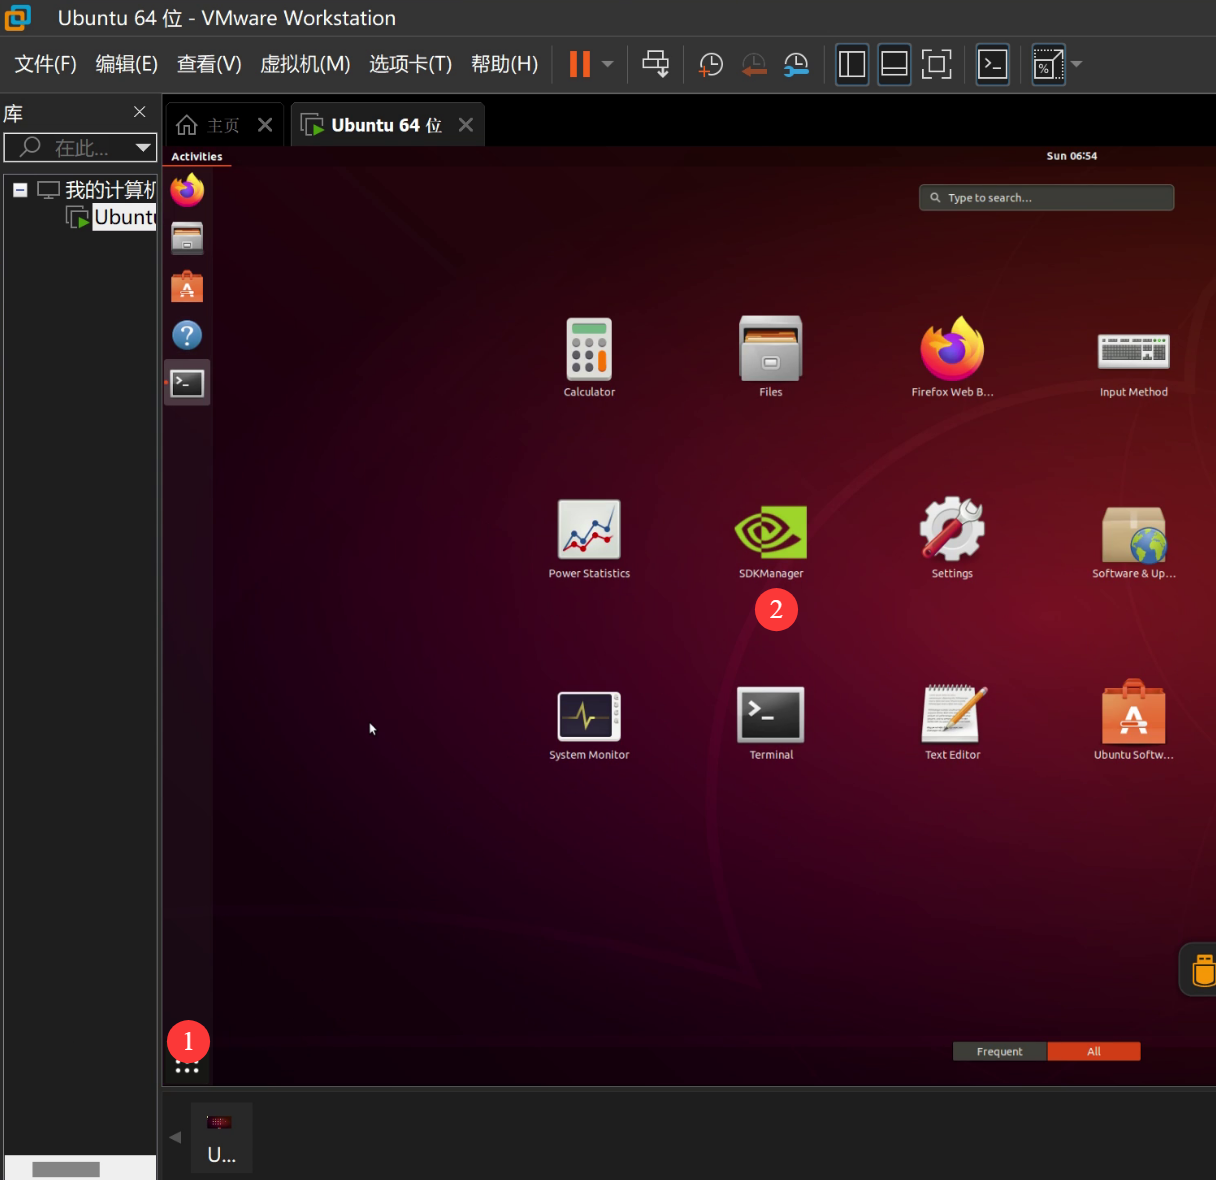 Ubuntu 64 位 - VMware Workstation
文件(F) 编辑(E) 查看(V) 虚拟机(M) 选项卡(T) 帮助(H)
库
主页
Ubuntu 64 位
在此...
Activities
Sun 06:54
我的计算机
Ubuntu
Type to search...
Calculator
Files
Firefox Web B...
Input Method
Power Statistics
SDKManager
Settings
Software & Up...
2
System Monitor
Terminal
Text Editor
Ubuntu Softw...
1
Frequent
All
U...